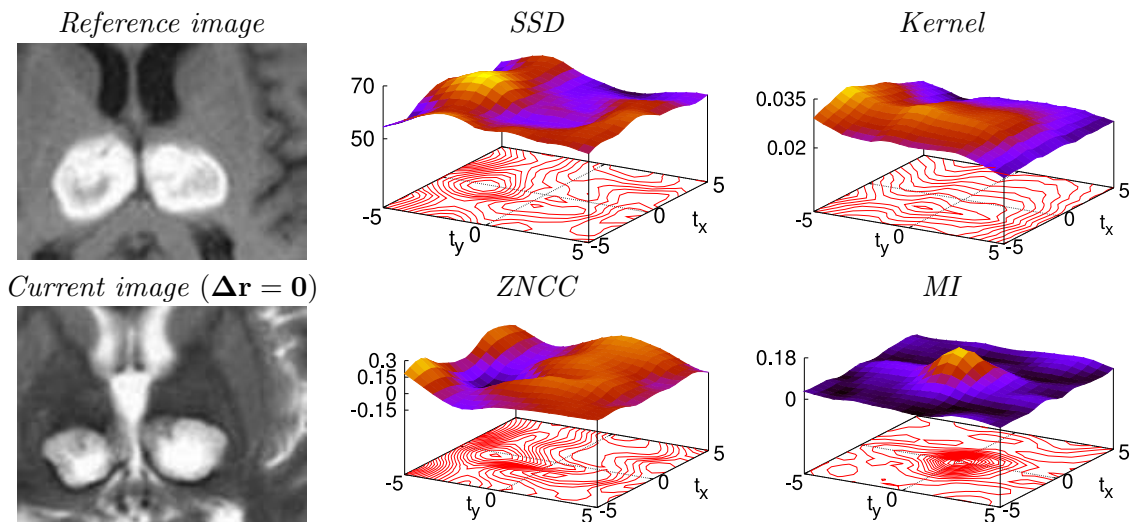 Reference image
SSD
Kernel
70
50
-5
t_y
0
5
-5
0
t_x
5
0.035
0.02
-5
t_y
0
5
-5
0
t_x
5
Current image (Δr = 0)
ZNCC
MI
0.3
0.15
0
-0.15
-5
t_y
0
5
-5
0
t_x
5
0.18
0
-5
t_y
0
5
-5
0
t_x
5